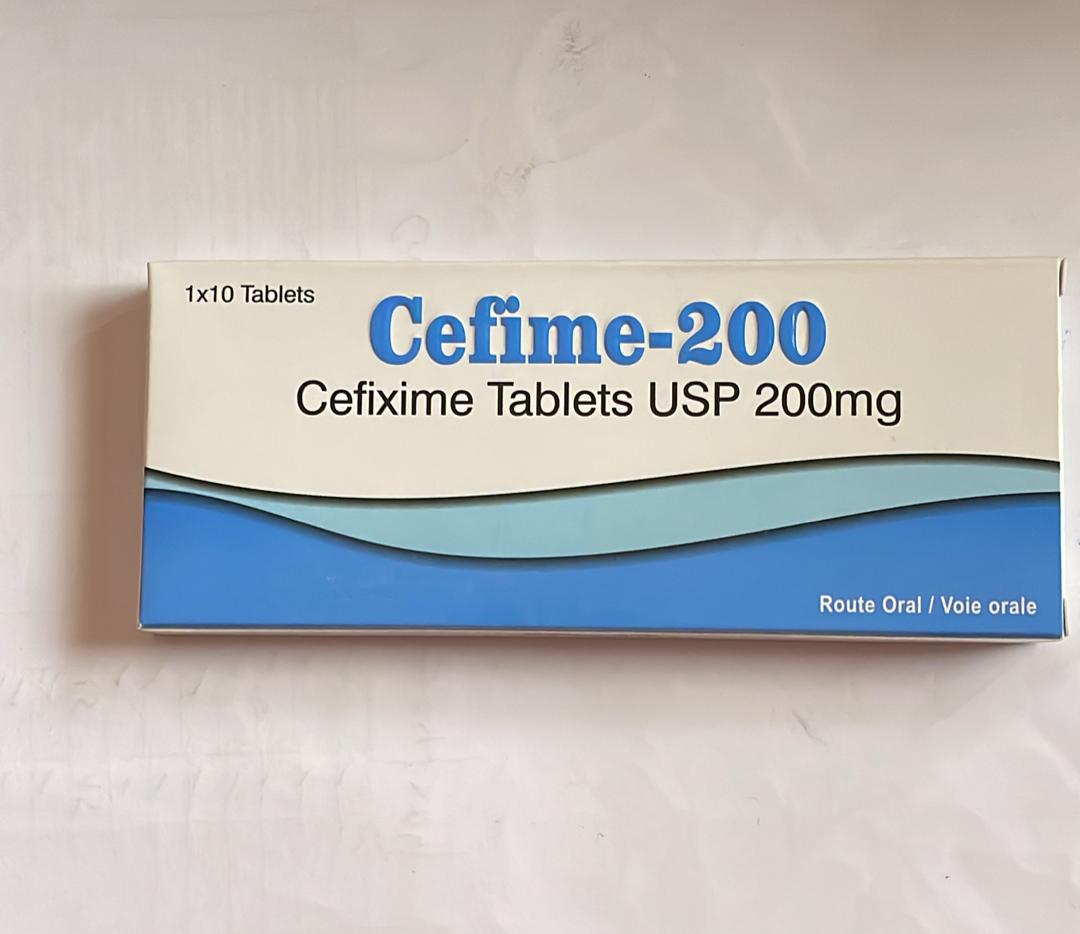 1x10 Tablets
Cefime-200
Cefixime Tablets USP 200mg
Route Oral / Voie orale